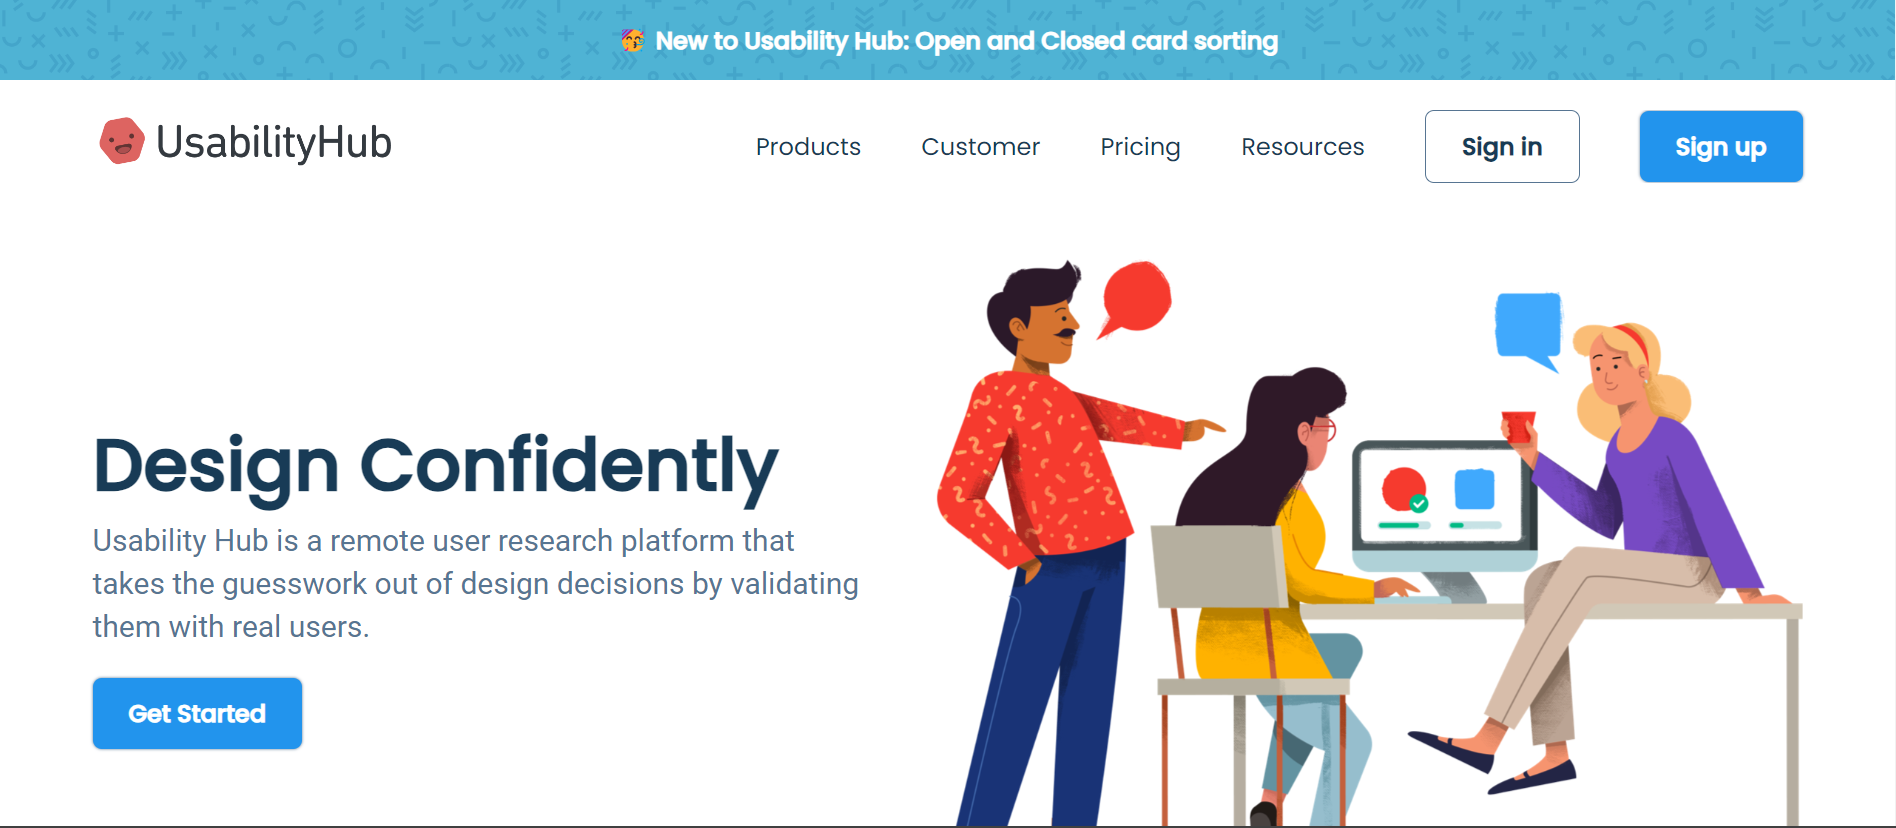 🥳 New to Usability Hub: Open and Closed card sorting
UsabilityHub
Products
Customer
Pricing
Resources
Sign in
Sign up
Design Confidently
Usability Hub is a remote user research platform that
takes the guesswork out of design decisions by validating
them with real users.
Get Started